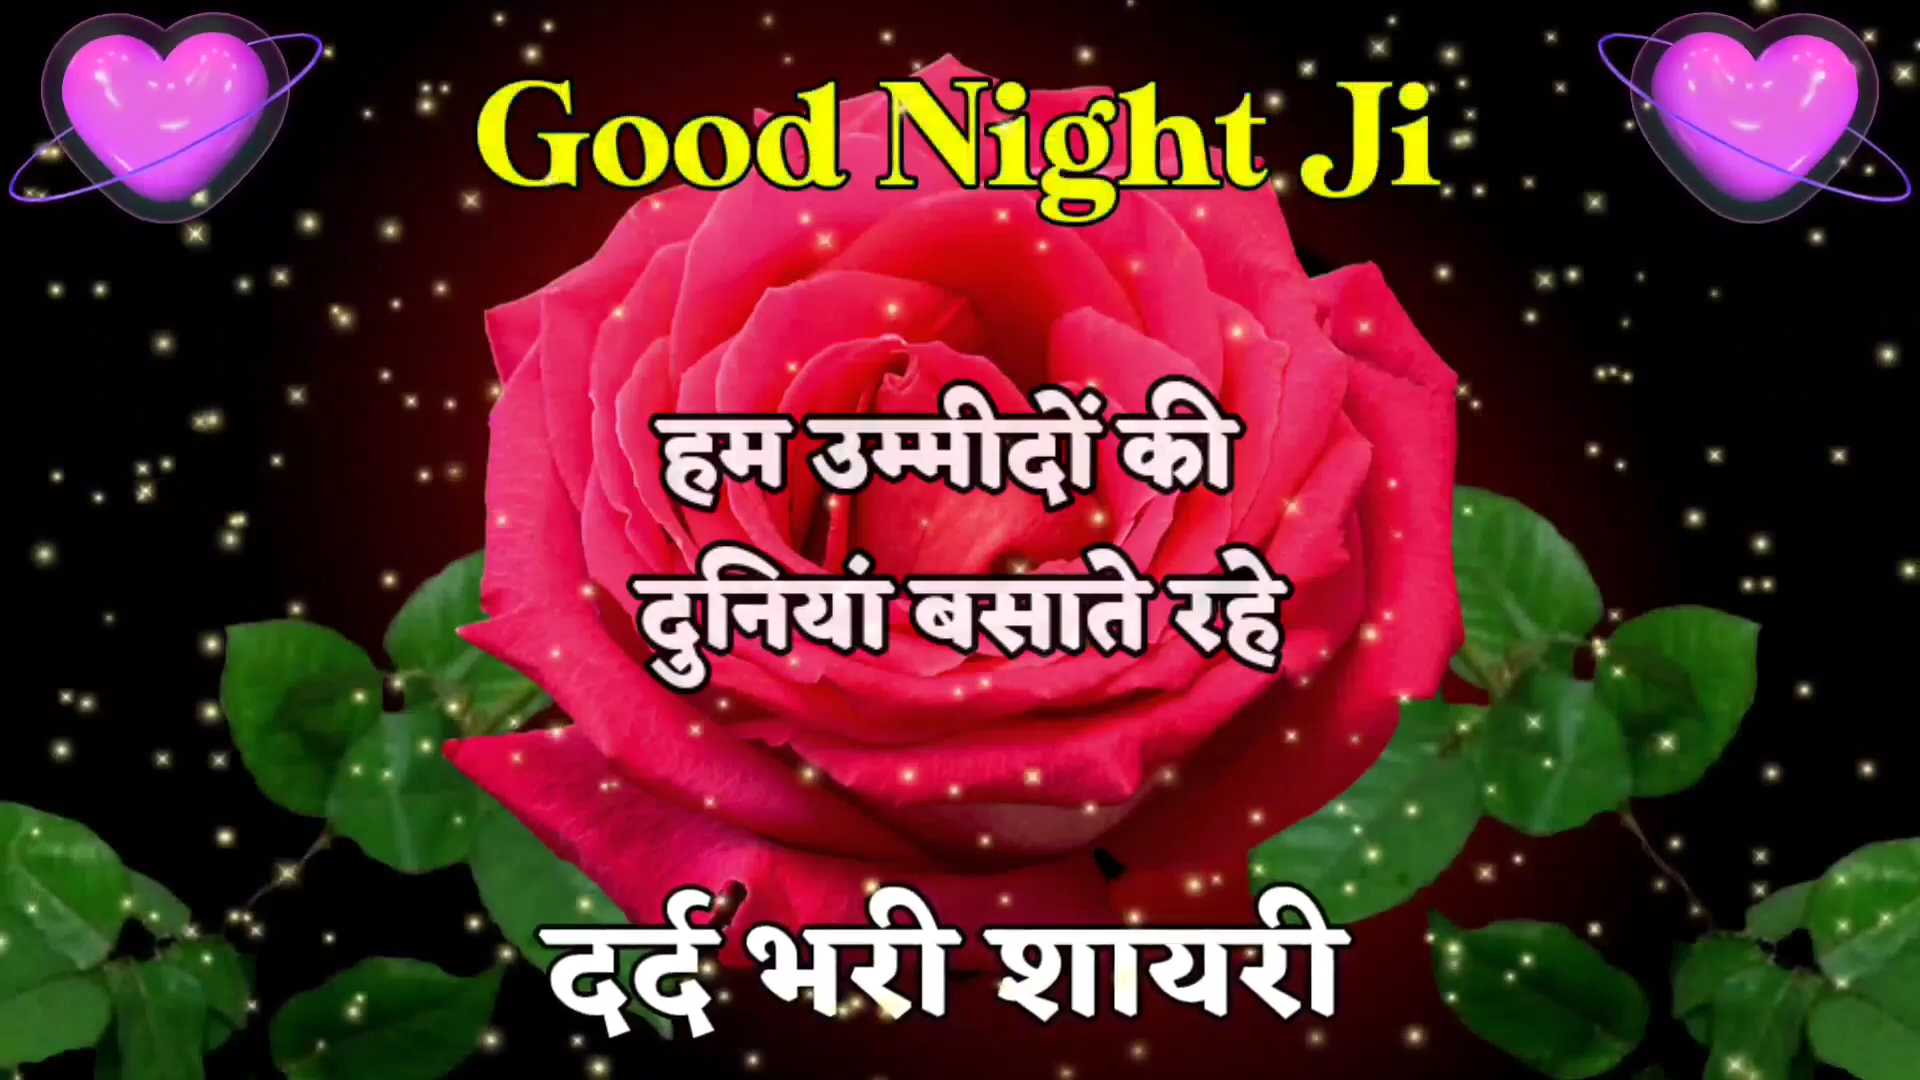 Good Night Ji
हम उम्मीदों की
दुनियां बसाते रहे
दर्द भरी शायरी